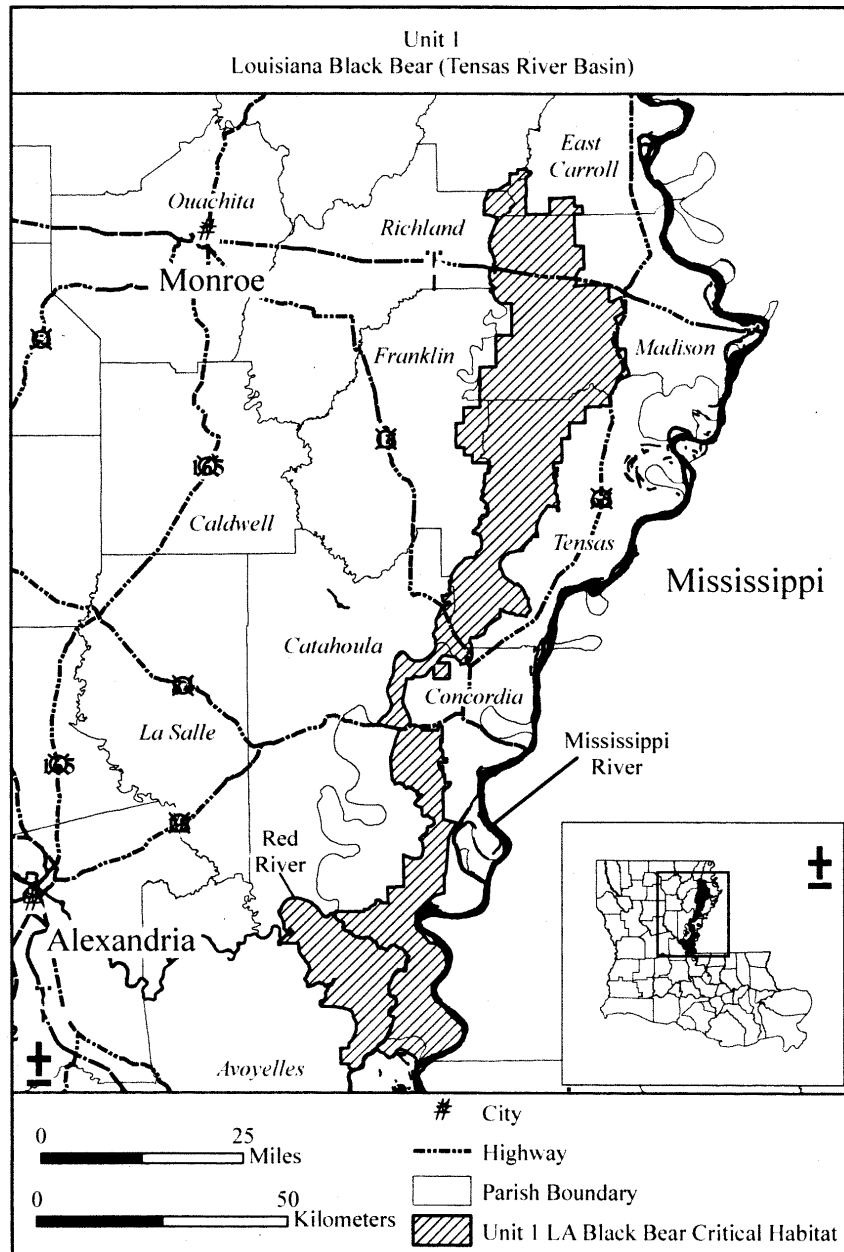 Unit 1
Louisiana Black Bear (Tensas River Basin)
East
Carroll
Ouachita
Richland
Monroe
Franklin
Madison
165
Caldwell
Tensas
Mississippi
Catahoula
Concordia
La Salle
Mississippi
River
165
Red
River
Alexandria
Avoyelles
# City
0 25
Miles
Highway
Parish Boundary
0 50
Kilometers
Unit 1 LA Black Bear Critical Habitat